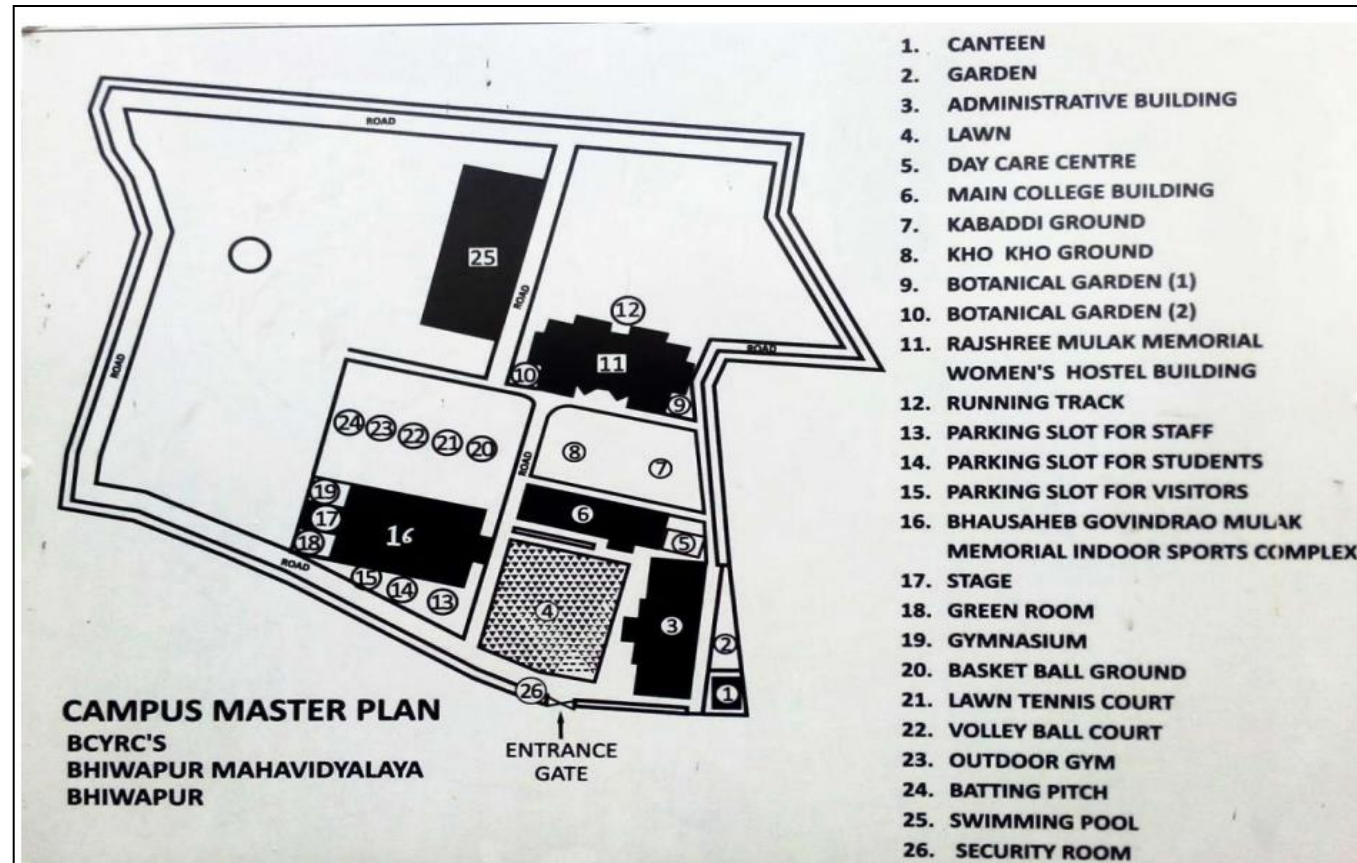 1. CANTEEN
2. GARDEN
3. ADMINISTRATIVE BUILDING
4. LAWN
5. DAY CARE CENTRE
6. MAIN COLLEGE BUILDING
7. KABADDI GROUND
8. KHO KHO GROUND
9. BOTANICAL GARDEN (1)
10. BOTANICAL GARDEN (2)
11. RAJSHREE MULAK MEMORIAL
WOMEN'S HOSTEL BUILDING
12. RUNNING TRACK
13. PARKING SLOT FOR STAFF
14. PARKING SLOT FOR STUDENTS
15. PARKING SLOT FOR VISITORS
16. BHAUSAHEB GOVINDRAO MULAK
MEMORIAL INDOOR SPORTS COMPLEX
17. STAGE
18. GREEN ROOM
19. GYMNASIUM
20. BASKET BALL GROUND
21. LAWN TENNIS COURT
22. VOLLEY BALL COURT
23. OUTDOOR GYM
24. BATTING PITCH
25. SWIMMING POOL
26. SECURITY ROOM
ROAD
25
ROAD
12
ROAD
ROAD
11
10
9
24 23 22 21 20
8
7
ROAD
19
17
16
18
6
5
ROAD
15 14 13
4
3
2
26
1
ENTRANCE
GATE
CAMPUS MASTER PLAN
BCYRC'S
BHIWAPUR MAHAVIDYALAYA
BHIWAPUR